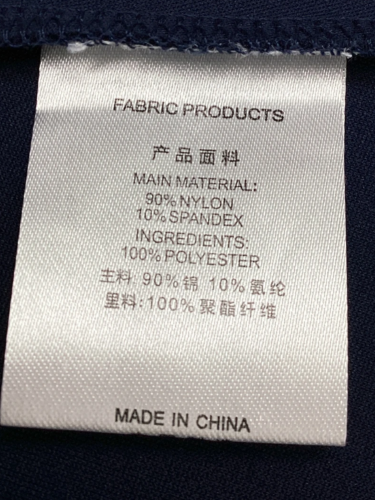 FABRIC PRODUCTS
产品面料
MAIN MATERIAL:
90%NYLON
10%SPANDEX
INGREDIENTS:
100%POLYESTER
主料 90%锦 10%氨纶
里料:100%聚酯纤维
MADE IN CHINA